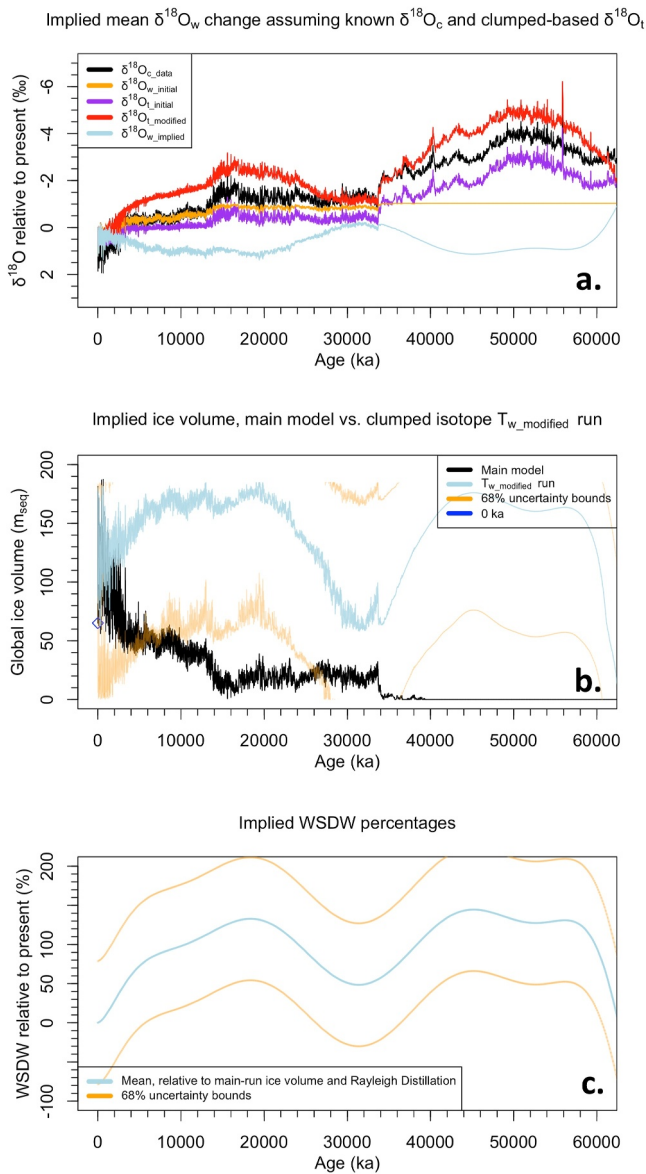 Implied mean δ¹⁸Ow change assuming known δ¹⁸Oc and clumped-based δ¹⁸Ot
δ¹⁸O relative to present (‰)
-6
-4
-2
0
2
δ¹⁸Oc_data
δ¹⁸Ow_initial
δ¹⁸Ot_initial
δ¹⁸Ot_modified
δ¹⁸Ow_implied
a.
0 10000 20000 30000 40000 50000 60000
Age (ka)
Implied ice volume, main model vs. clumped isotope Tw_modified run
Global ice volume (mseq)
200
150
100
50
0
Main model
Tw_modified run
68% uncertainty bounds
0 ka
b.
0 10000 20000 30000 40000 50000 60000
Age (ka)
Implied WSDW percentages
WSDW relative to present (%)
200
100
50
0
-100
Mean, relative to main-run ice volume and Rayleigh Distillation
68% uncertainty bounds
c.
0 10000 20000 30000 40000 50000 60000
Age (ka)